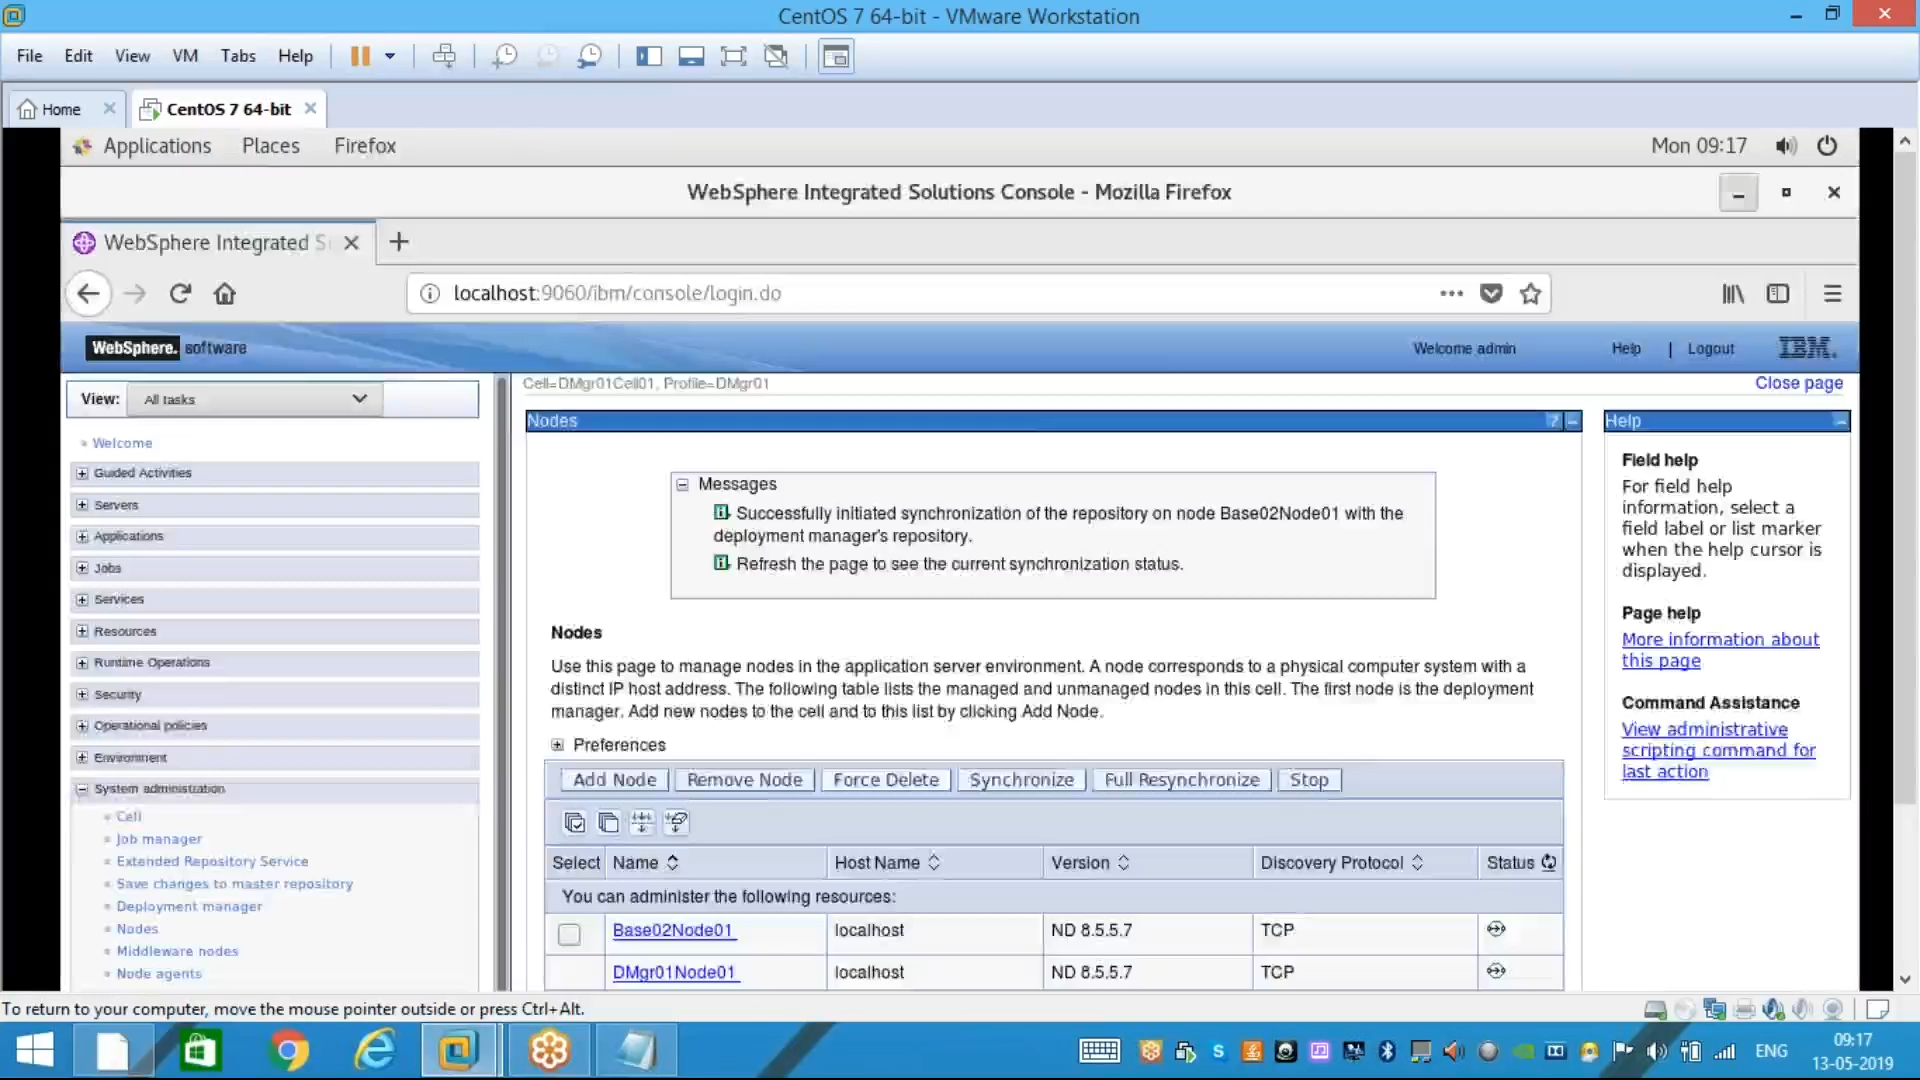 CentOS 7 64-bit - VMware Workstation
File Edit View VM Tabs Help
Home CentOS 7 64-bit
Applications Places Firefox Mon 09:17
WebSphere Integrated Solutions Console - Mozilla Firefox
WebSphere Integrated S
localhost:9060/ibm/console/login.do
WebSphere. software Welcome admin Help | Logout IBM.
View: All tasks
Welcome
Guided Activities
Servers
Applications
Jobs
Services
Resources
Runtime Operations
Security
Operational policies
Environment
System administration
Cell
Job manager
Extended Repository Service
Save changes to master repository
Deployment manager
Nodes
Middleware nodes
Node agents
Cell=DMgr01Cell01, Profile=DMgr01
Close page
Nodes
Messages
Successfully initiated synchronization of the repository on node Base02Node01 with the
deployment manager's repository.
Refresh the page to see the current synchronization status.
Nodes
Use this page to manage nodes in the application server environment. A node corresponds to a physical computer system with a
distinct IP host address. The following table lists the managed and unmanaged nodes in this cell. The first node is the deployment
manager. Add new nodes to the cell and to this list by clicking Add Node.
Preferences
Add Node Remove Node Force Delete Synchronize Full Resynchronize Stop
Select Name Host Name Version Discovery Protocol Status
You can administer the following resources:
Base02Node01 localhost ND 8.5.5.7 TCP
DMgr01Node01 localhost ND 8.5.5.7 TCP
Help
Field help
For field help
information, select a
field label or list marker
when the help cursor is
displayed.
Page help
More information about
this page
Command Assistance
View administrative
scripting command for
last action
To return to your computer, move the mouse pointer outside or press Ctrl+Alt.
ENG
09:17
13-05-2019